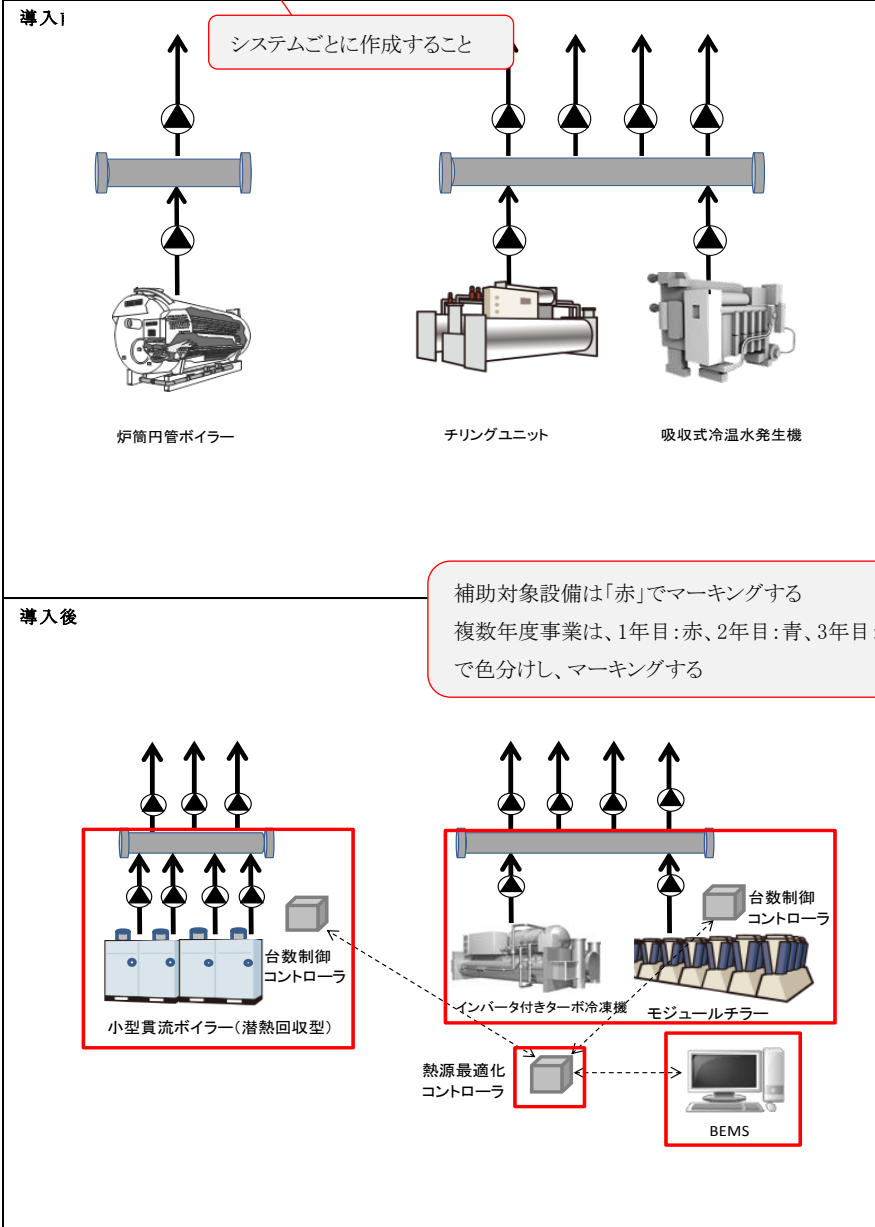 導入
システムごとに作成すること
炉筒円管ボイラー
チリングユニット
吸収式冷温水発生機
補助対象設備は「赤」でマーキングする
複数年度事業は、1年目：赤、2年目：青、3年目：
で色分けし、マーキングする
導入後
台数制御
コントローラ
小型貫流ボイラー（潜熱回収型）
台数制御
コントローラ
インバータ付きターボ冷凍機
モジュールチラー
熱源最適化
コントローラ
BEMS